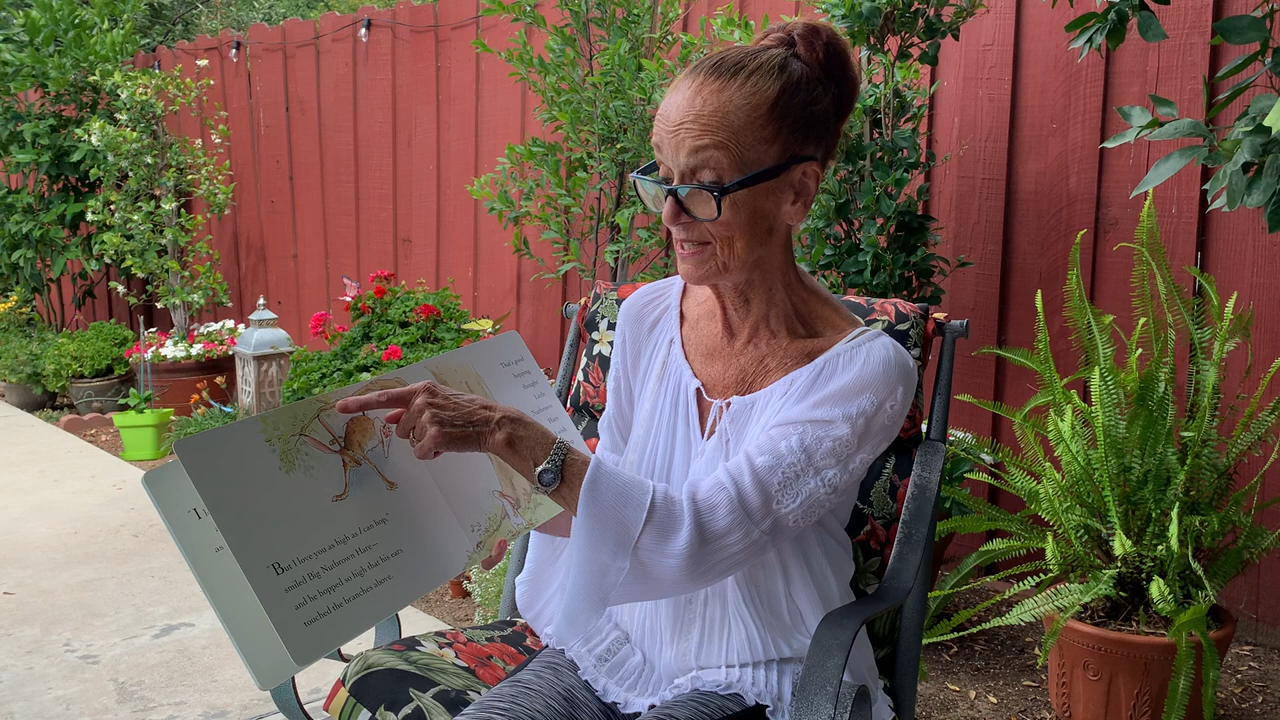 "I
as
"But I love you as high as I can hop,"
smiled Big Nutbrown Hare—
and he hopped so high that his ears
touched the branches above.
That's good
hopping,
thought
Little
Nutbrown
Hare